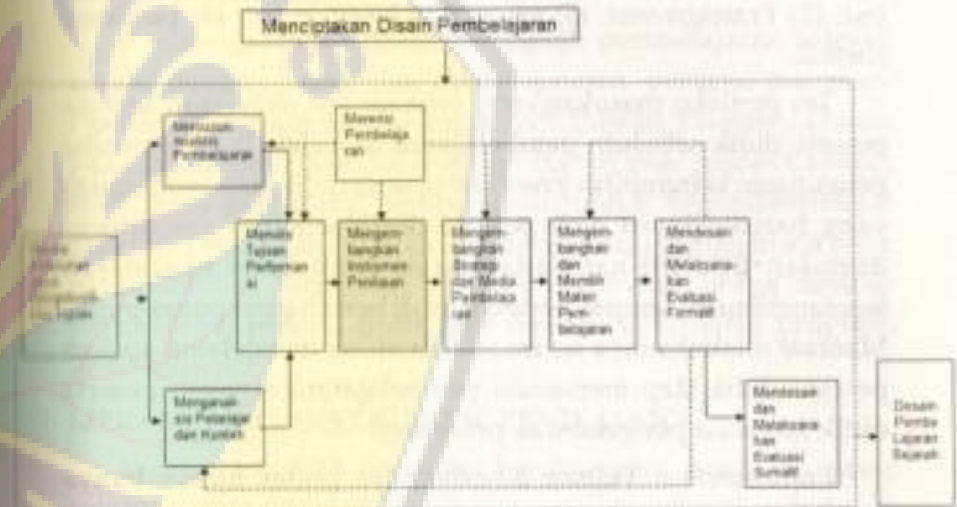 Menciptakan Disain Pembelajaran
Merevisi
Pembelaja
ran
Pembelajaran
Menulis
Tujuan
Performan
si
Mengem-
bangkan
Instrumen
Penilaian
Mengem-
bangkan
Strategi
dan Media
Pembelaja
ran
Mengem-
bangkan
dan
Memilih
Materi
Pem-
belajaran
Mendesain
dan
Melaksana-
kan
Evaluasi
Formatif
Menganali-
sis Pelajar
dan Konteks
Mendesain
dan
Melaksana
kan
Evaluasi
Sumatif
Desain
Pembe
Lajaran
Sejarah